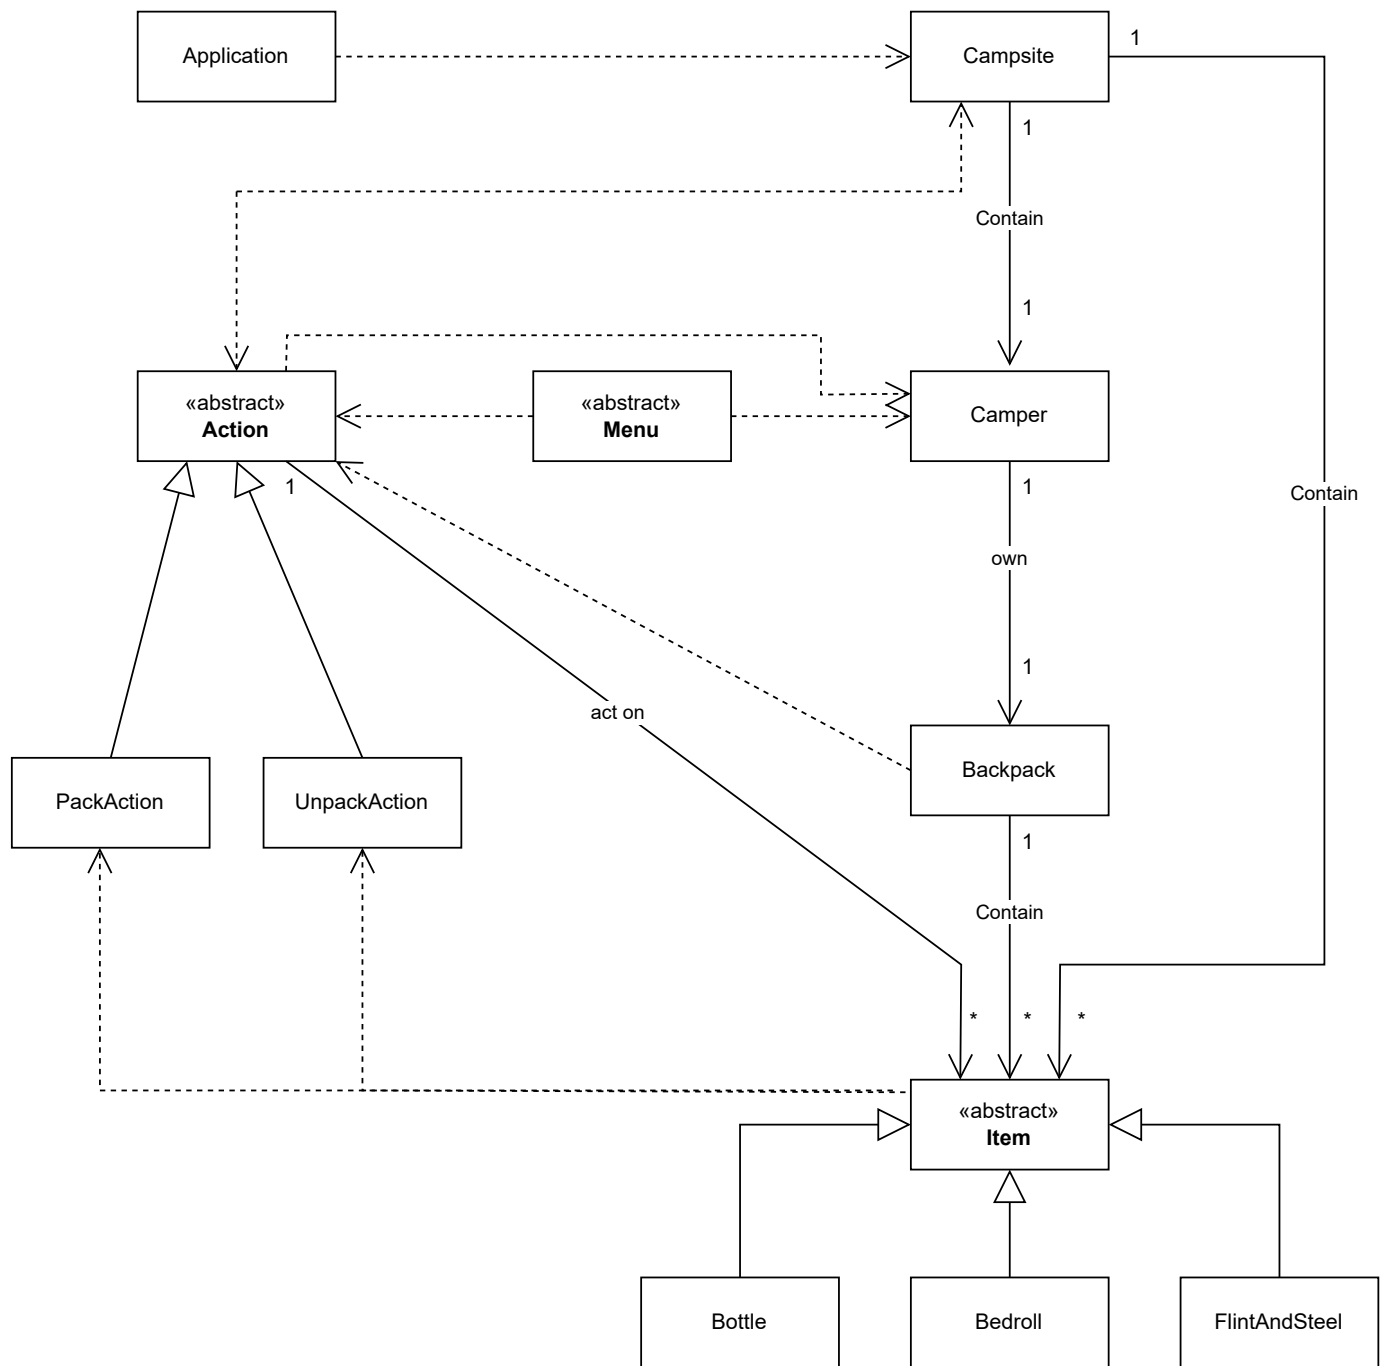 Application
Campsite
1
1
Contain
1
«abstract»
Action
«abstract»
Menu
Camper
1
1
Contain
own
1
act on
Backpack
PackAction
UnpackAction
1
Contain
*
*
*
«abstract»
Item
Bottle
Bedroll
FlintAndSteel